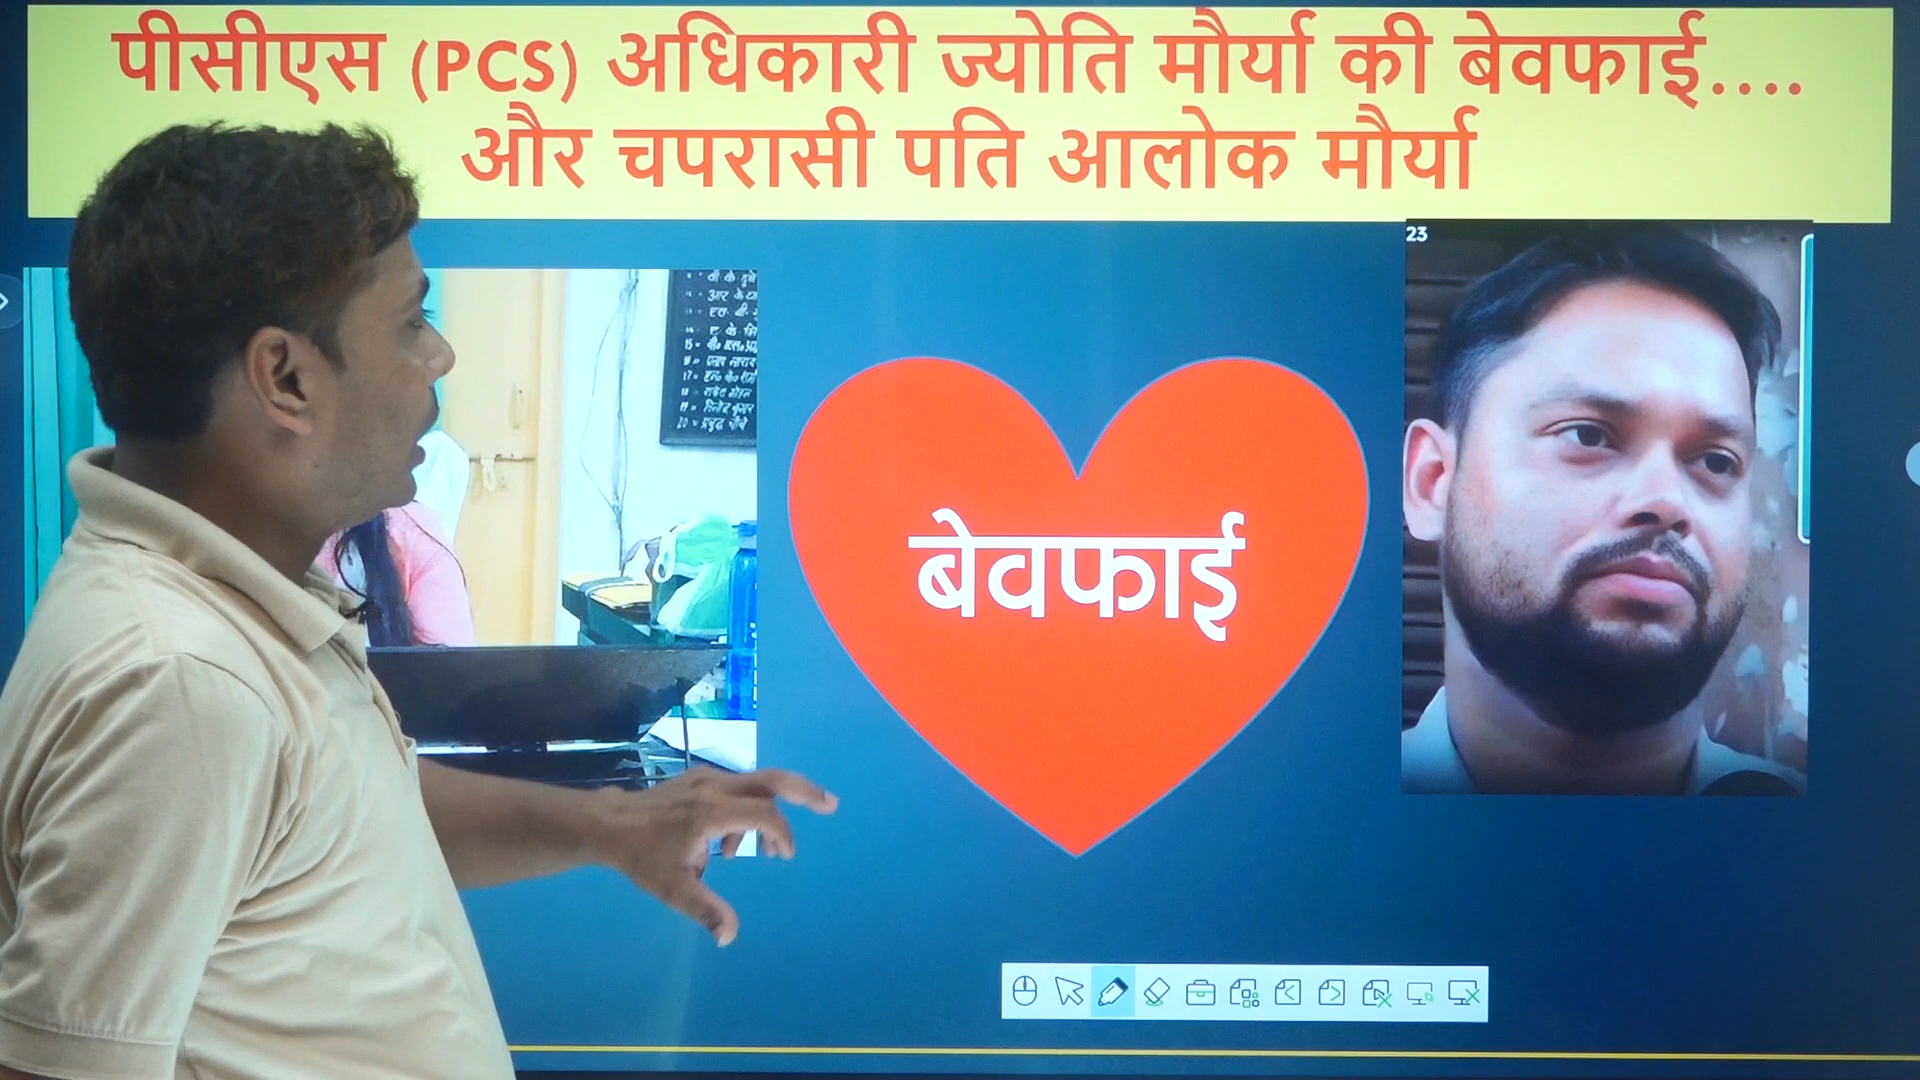 पीसीएस (PCS) अधिकारी ज्योति मौर्या की बेवफाई....
और चपरासी पति आलोक मौर्या
23
बेवफाई